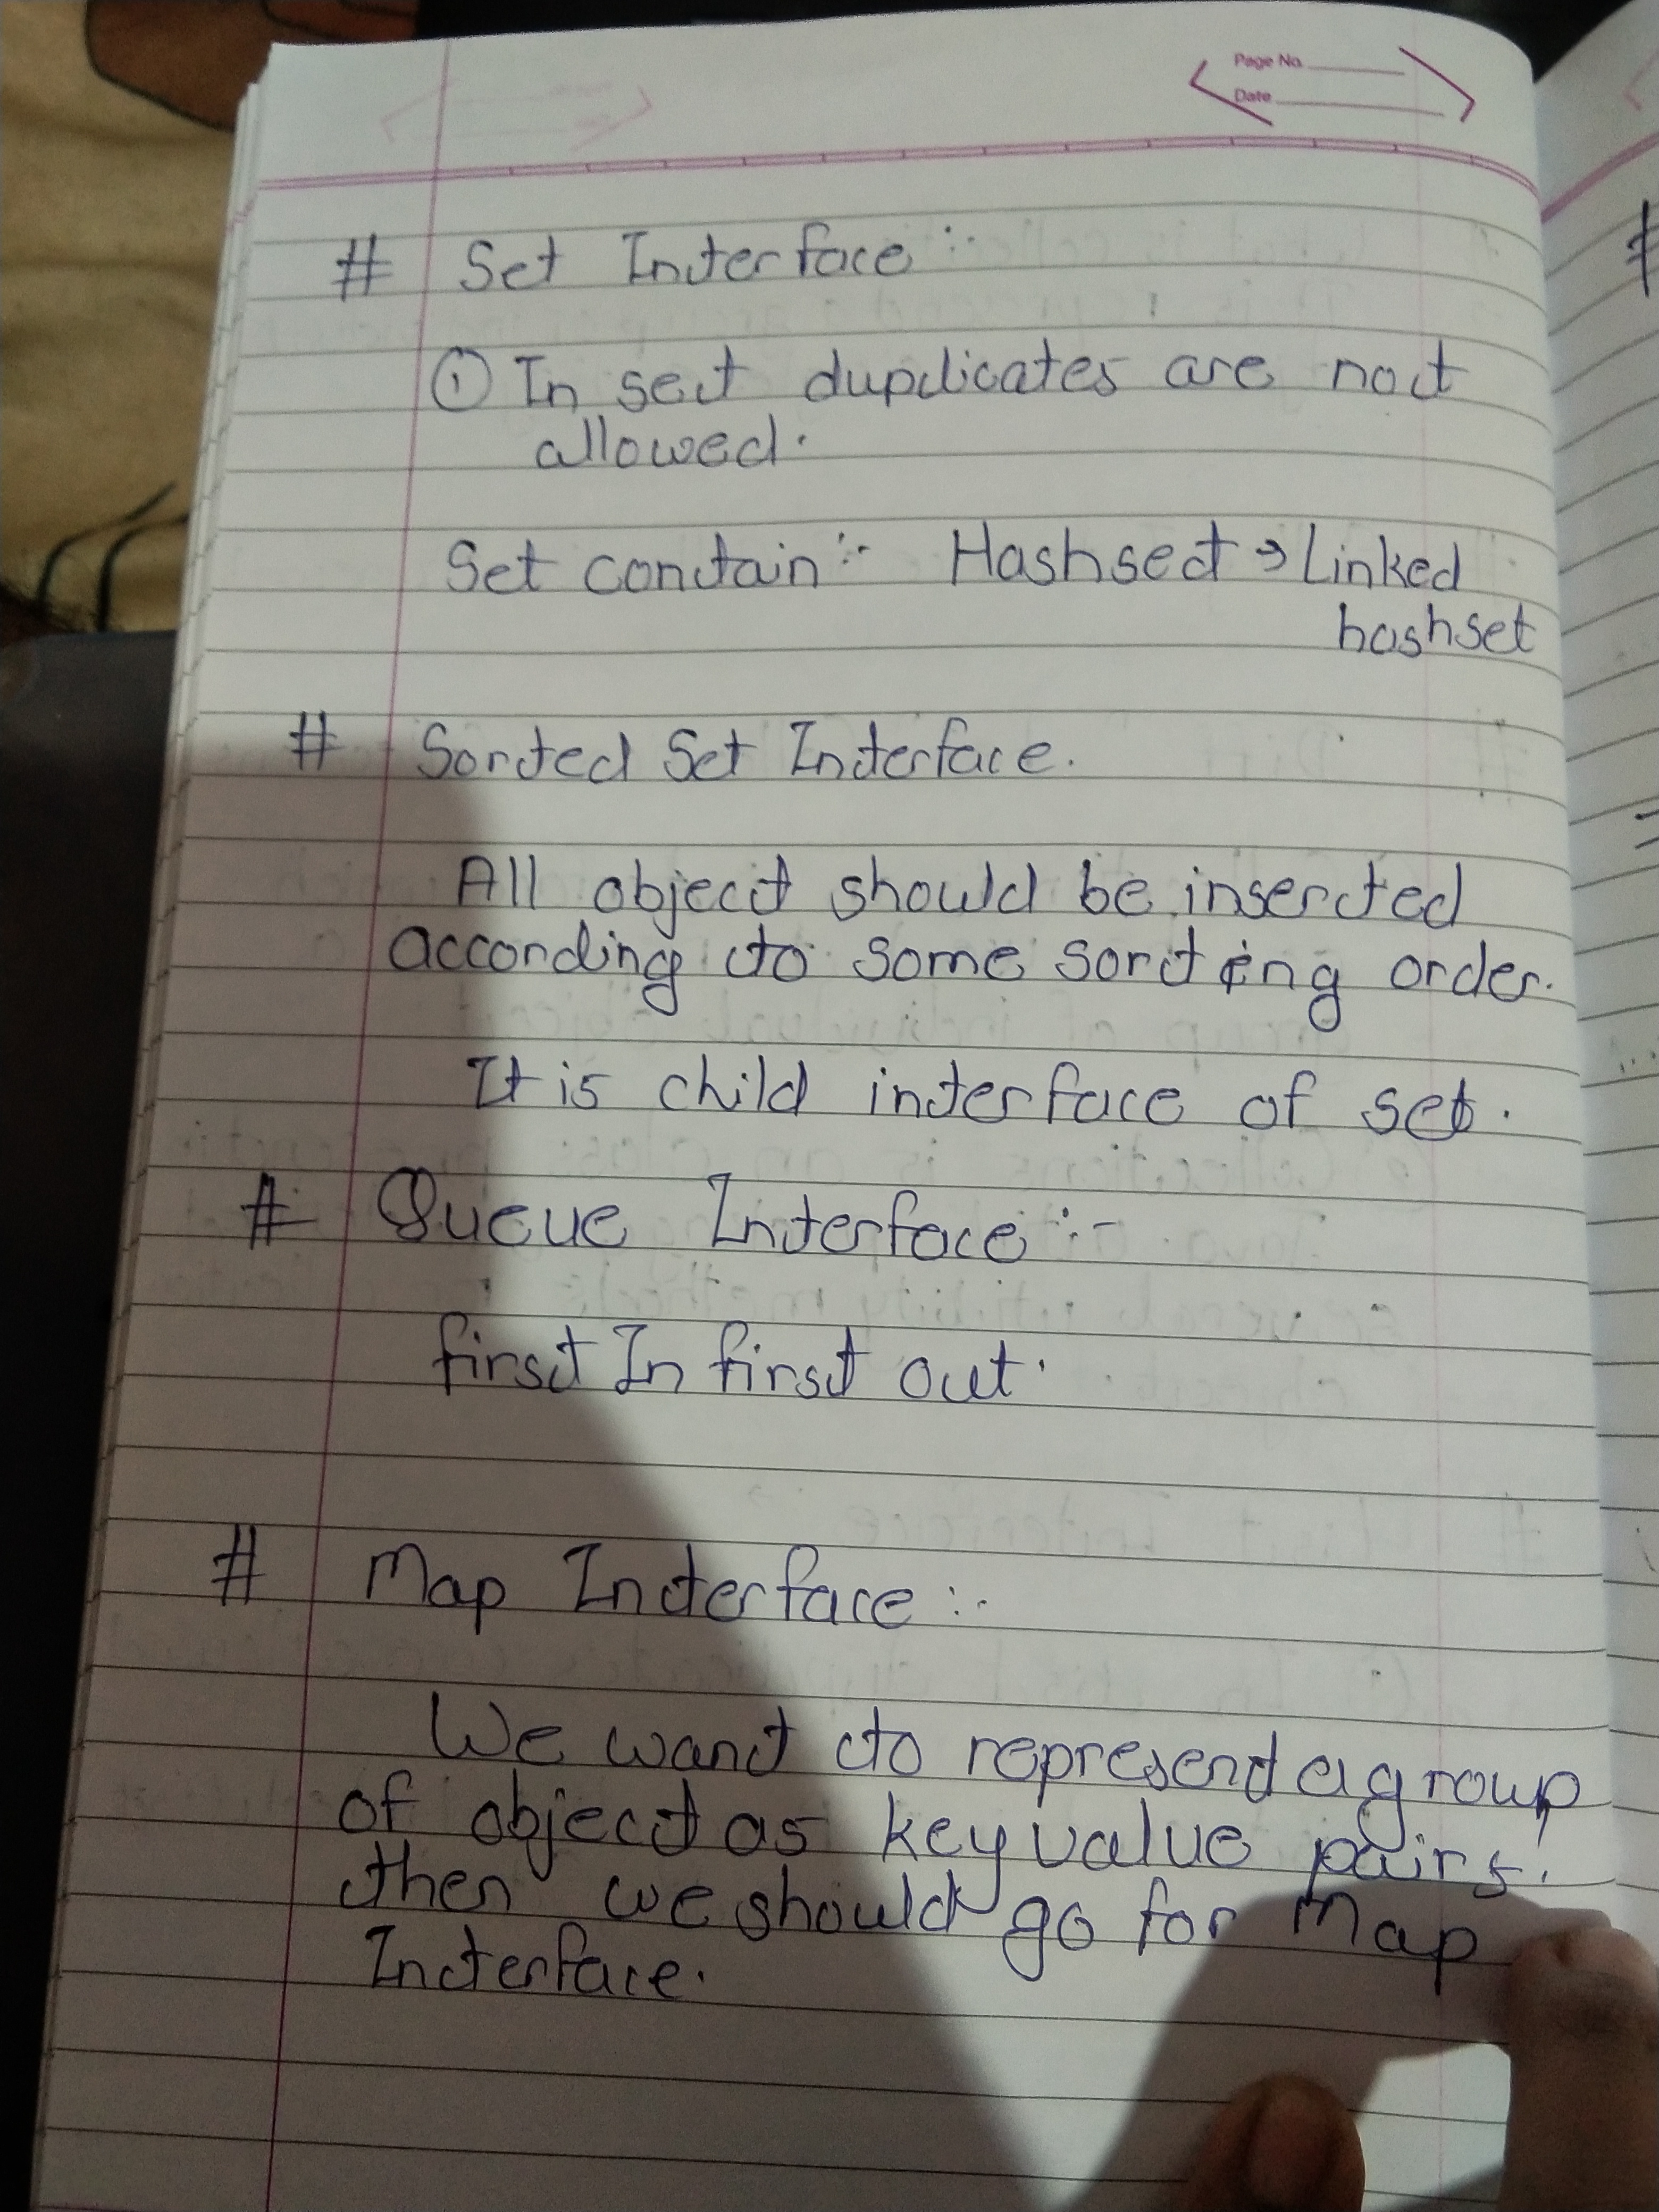 Page No.
Date
# Set Interface :-
① In set duplicates are not
allowed.
Set contain :- Hashset → Linked
hashset
# Sorted Set Interface.
All object should be inserted
according to some sorting order.
It is child interface of set.
# Queue Interface :-
first In first out.
# Map Interface :-
We want to represent a group
of object as key value pairs.
then we should go for Map
Interface.